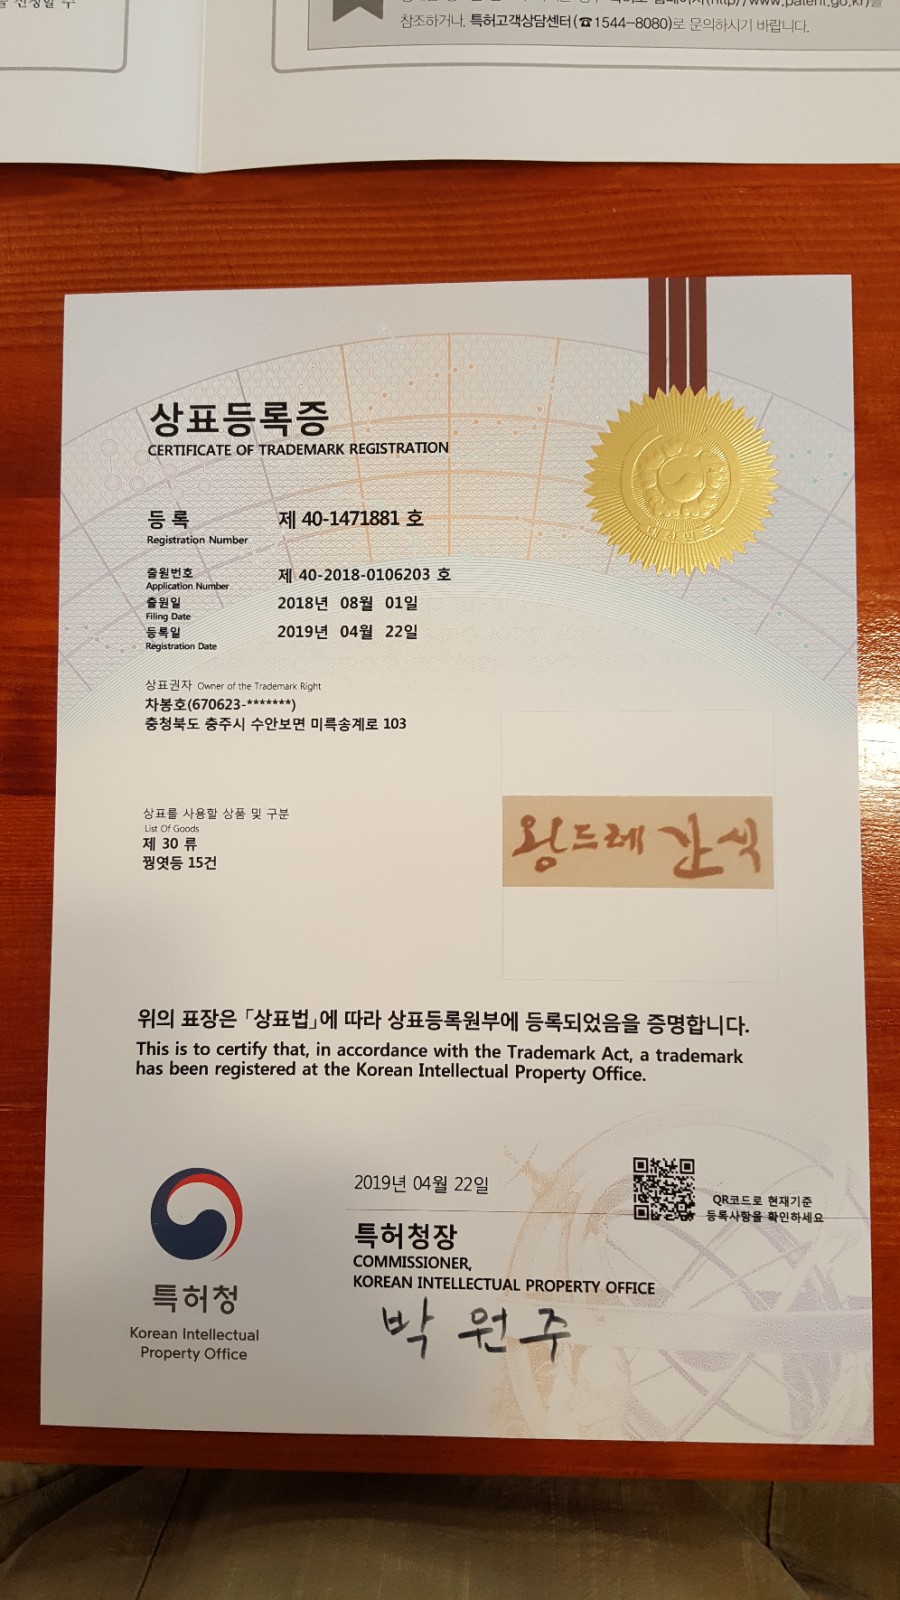 참조하거나, 특허고객상담센터(☎1544-8080)로 문의하시기 바랍니다.
상표등록증
CERTIFICATE OF TRADEMARK REGISTRATION
등록 제 40-1471881 호
Registration Number
출원번호 제 40-2018-0106203 호
Application Number
출원일 2018년 08월 01일
Filing Date
등록일 2019년 04월 22일
Registration Date
상표권자 Owner of the Trademark Right
차봉호(670623-*******)
충청북도 충주시 수안보면 미륵송계로 103
상표를 사용할 상품 및 구분
List Of Goods
제 30 류
꿩엿등 15건
왕드레 간식
위의 표장은 「상표법」에 따라 상표등록원부에 등록되었음을 증명합니다.
This is to certify that, in accordance with the Trademark Act, a trademark
has been registered at the Korean Intellectual Property Office.
2019년 04월 22일
QR코드로 현재기준
등록사항을 확인하세요
특허청장
COMMISSIONER,
KOREAN INTELLECTUAL PROPERTY OFFICE
박원주
특허청
Korean Intellectual
Property Office